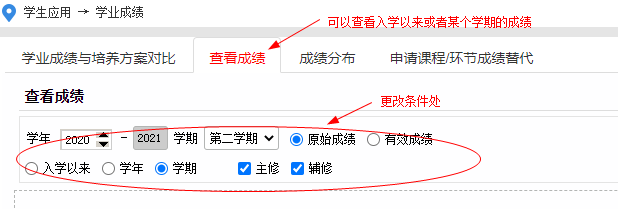 学生应用 → 学业成绩
可以查看入学以来或者某个学期的成绩
学业成绩与培养方案对比 查看成绩 成绩分布 申请课程/环节成绩替代
查看成绩
更改条件处
学年 2020 - 2021 学期 第二学期 原始成绩 有效成绩
入学以来 学年 学期 主修 辅修